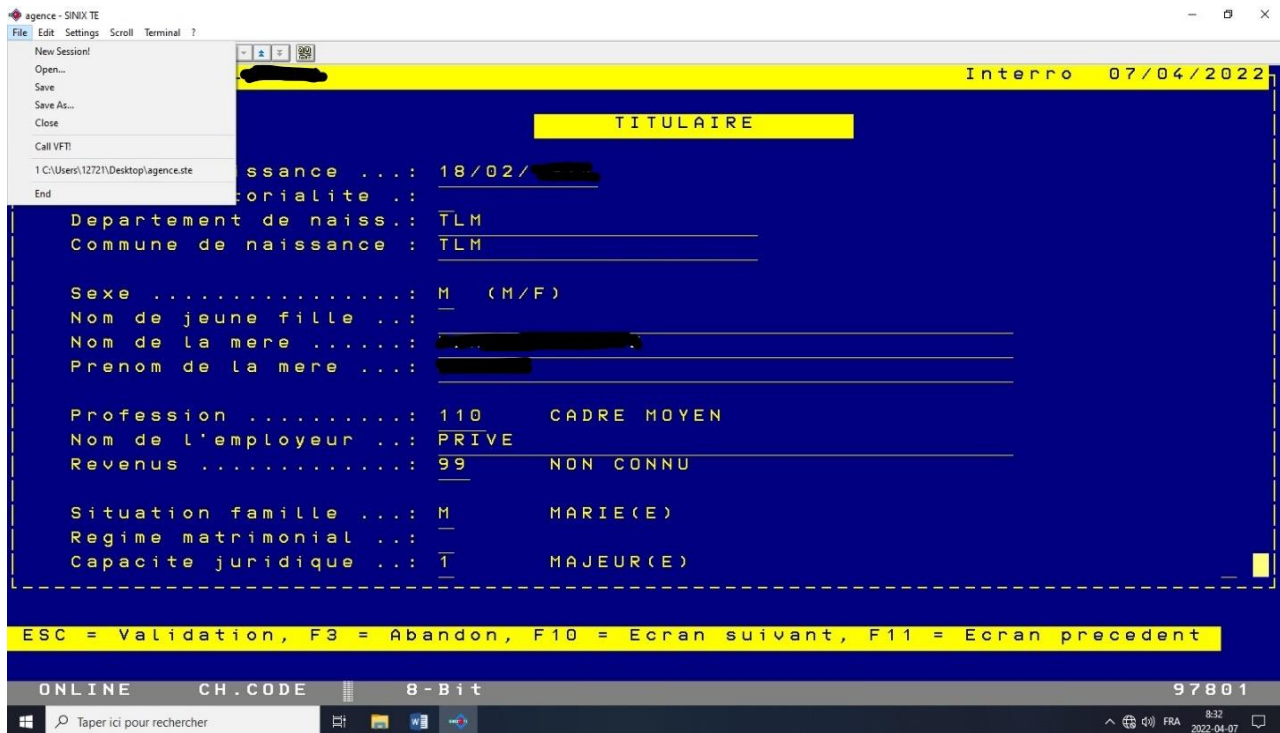 agence - SINIX TE
File Edit Settings Scroll Terminal ?
New Session!
Open...
Save
Save As...
Close
Call VFT!
1 C:\Users\12721\Desktop\agence.ste
End
Interro 07/04/2022
TITULAIRE
ssance ...: 18/02/
orialite .:
Departement de naiss.: TLM
Commune de naissance : TLM
Sexe ................: M (M/F)
Nom de jeune fille ..:
Nom de la mere ......:
Prenom de la mere ...:
Profession ..........: 110 CADRE MOYEN
Nom de l'employeur ..: PRIVE
Revenus .............: 99 NON CONNU
Situation famille ...: M MARIE(E)
Regime matrimonial ..:
Capacite juridique ..: 1 MAJEUR(E)
ESC = Validation, F3 = Abandon, F10 = Ecran suivant, F11 = Ecran precedent
ONLINE CH.CODE 8-Bit 97801
Taper ici pour rechercher
FRA
8:32
2022-04-07